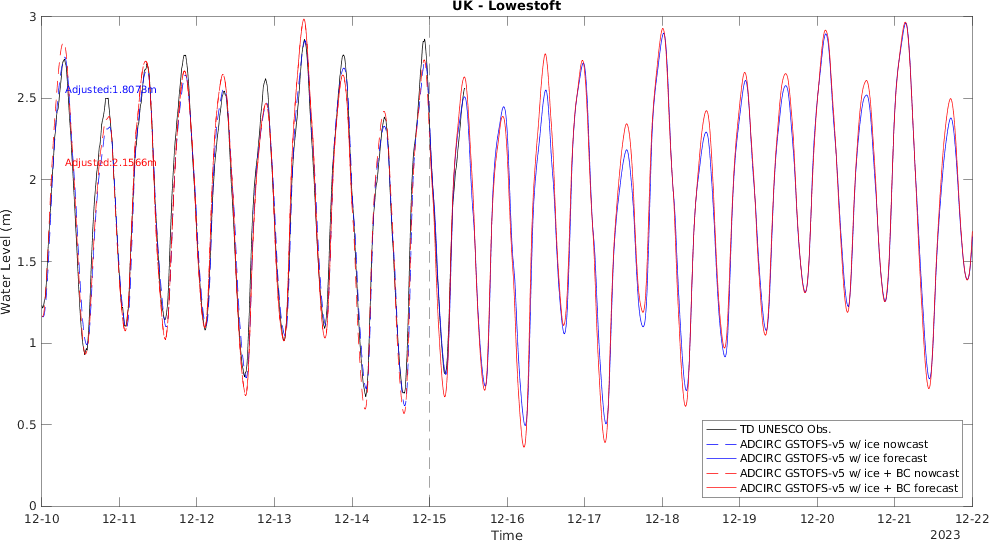 UK - Lowestoft
3
2.5
2
1.5
1
0.5
0
Water Level (m)
Adjusted:1.8073m
Adjusted:2.1566m
TD UNESCO Obs.
ADCIRC GSTOFS-v5 w/ ice nowcast
ADCIRC GSTOFS-v5 w/ ice forecast
ADCIRC GSTOFS-v5 w/ ice + BC nowcast
ADCIRC GSTOFS-v5 w/ ice + BC forecast
12-10 12-11 12-12 12-13 12-14 12-15 12-16 12-17 12-18 12-19 12-20 12-21 12-22
Time
2023